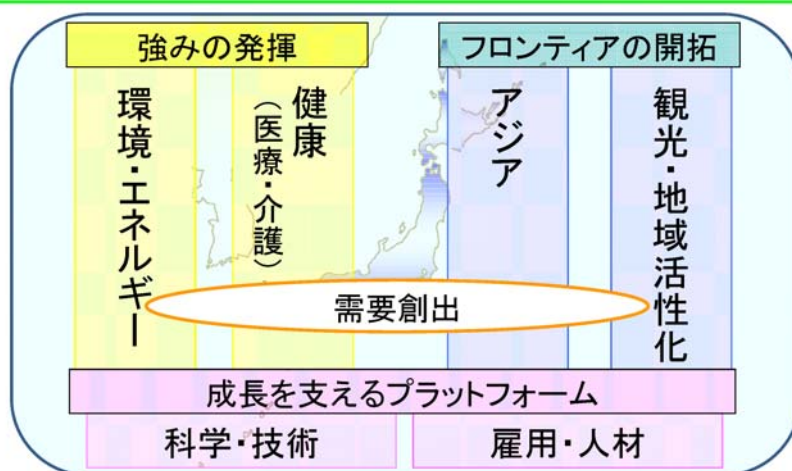 強みの発揮
フロンティアの開拓
環境・エネルギー
健康
（医療・介護）
アジア
観光・地域活性化
需要創出
成長を支えるプラットフォーム
科学・技術
雇用・人材